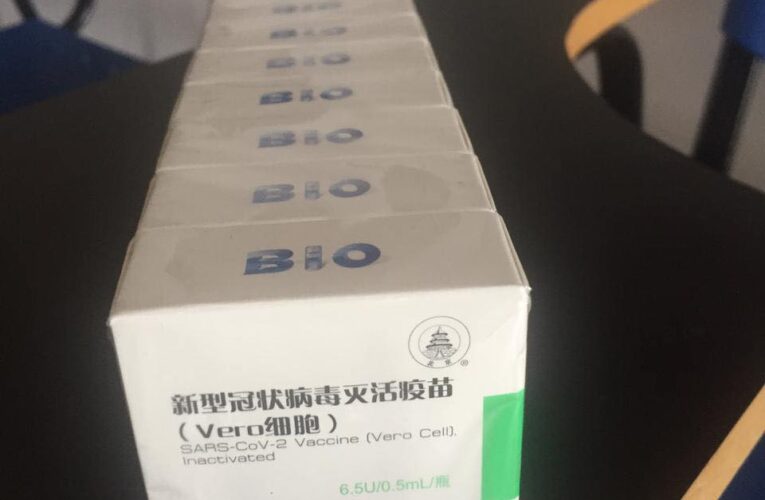 BIO
BIO
BIO
BIO
BIO
BIO
BIO
新型冠状病毒灭活疫苗
（Vero细胞）
SARS-CoV-2 Vaccine (Vero Cell),
Inactivated
6.5U/0.5mL/瓶